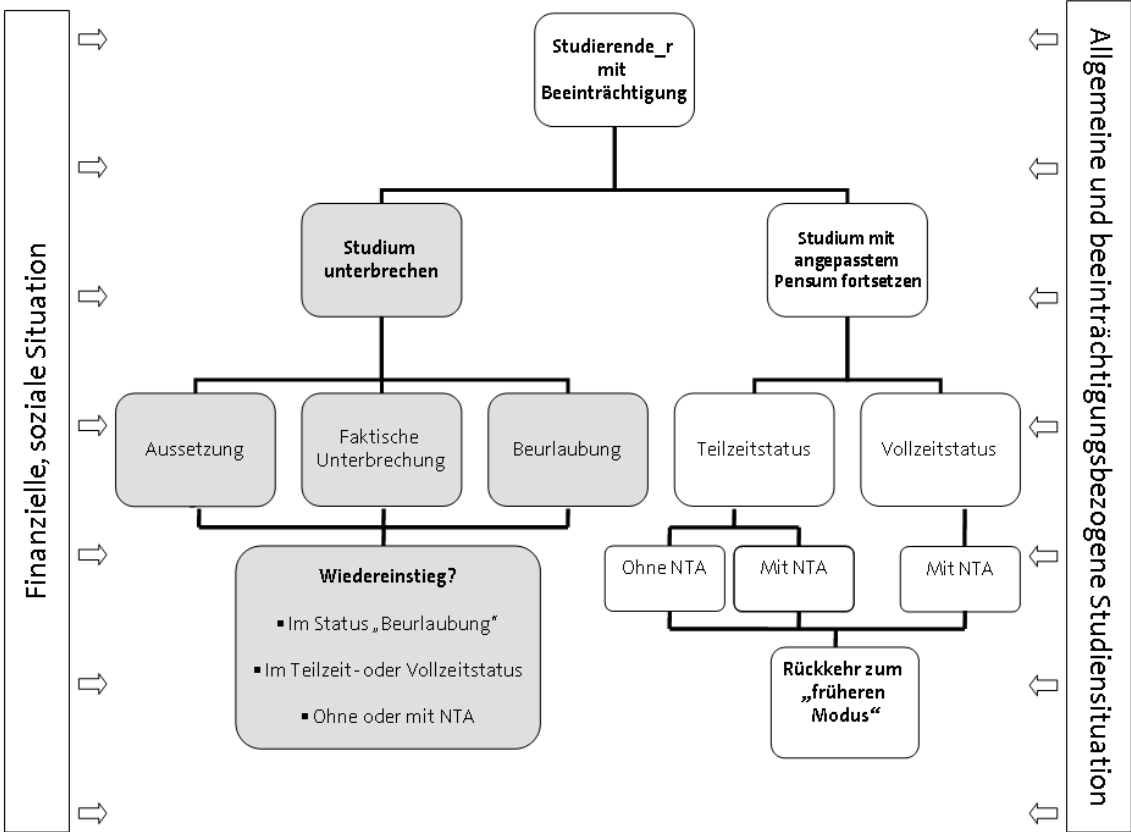 Finanzielle, soziale Situation
Studierende_r
mit
Beeinträchtigung
Studium
unterbrechen
Studium mit
angepasstem
Pensum fortsetzen
Aussetzung
Faktische
Unterbrechung
Beurlaubung
Teilzeitstatus
Vollzeitstatus
Ohne NTA
Mit NTA
Mit NTA
Wiedereinstieg?
▪ Im Status „Beurlaubung“
▪ Im Teilzeit- oder Vollzeitstatus
▪ Ohne oder mit NTA
Rückkehr zum
„früheren
Modus“
Allgemeine und beeinträchtigungsbezogene Studiensituation